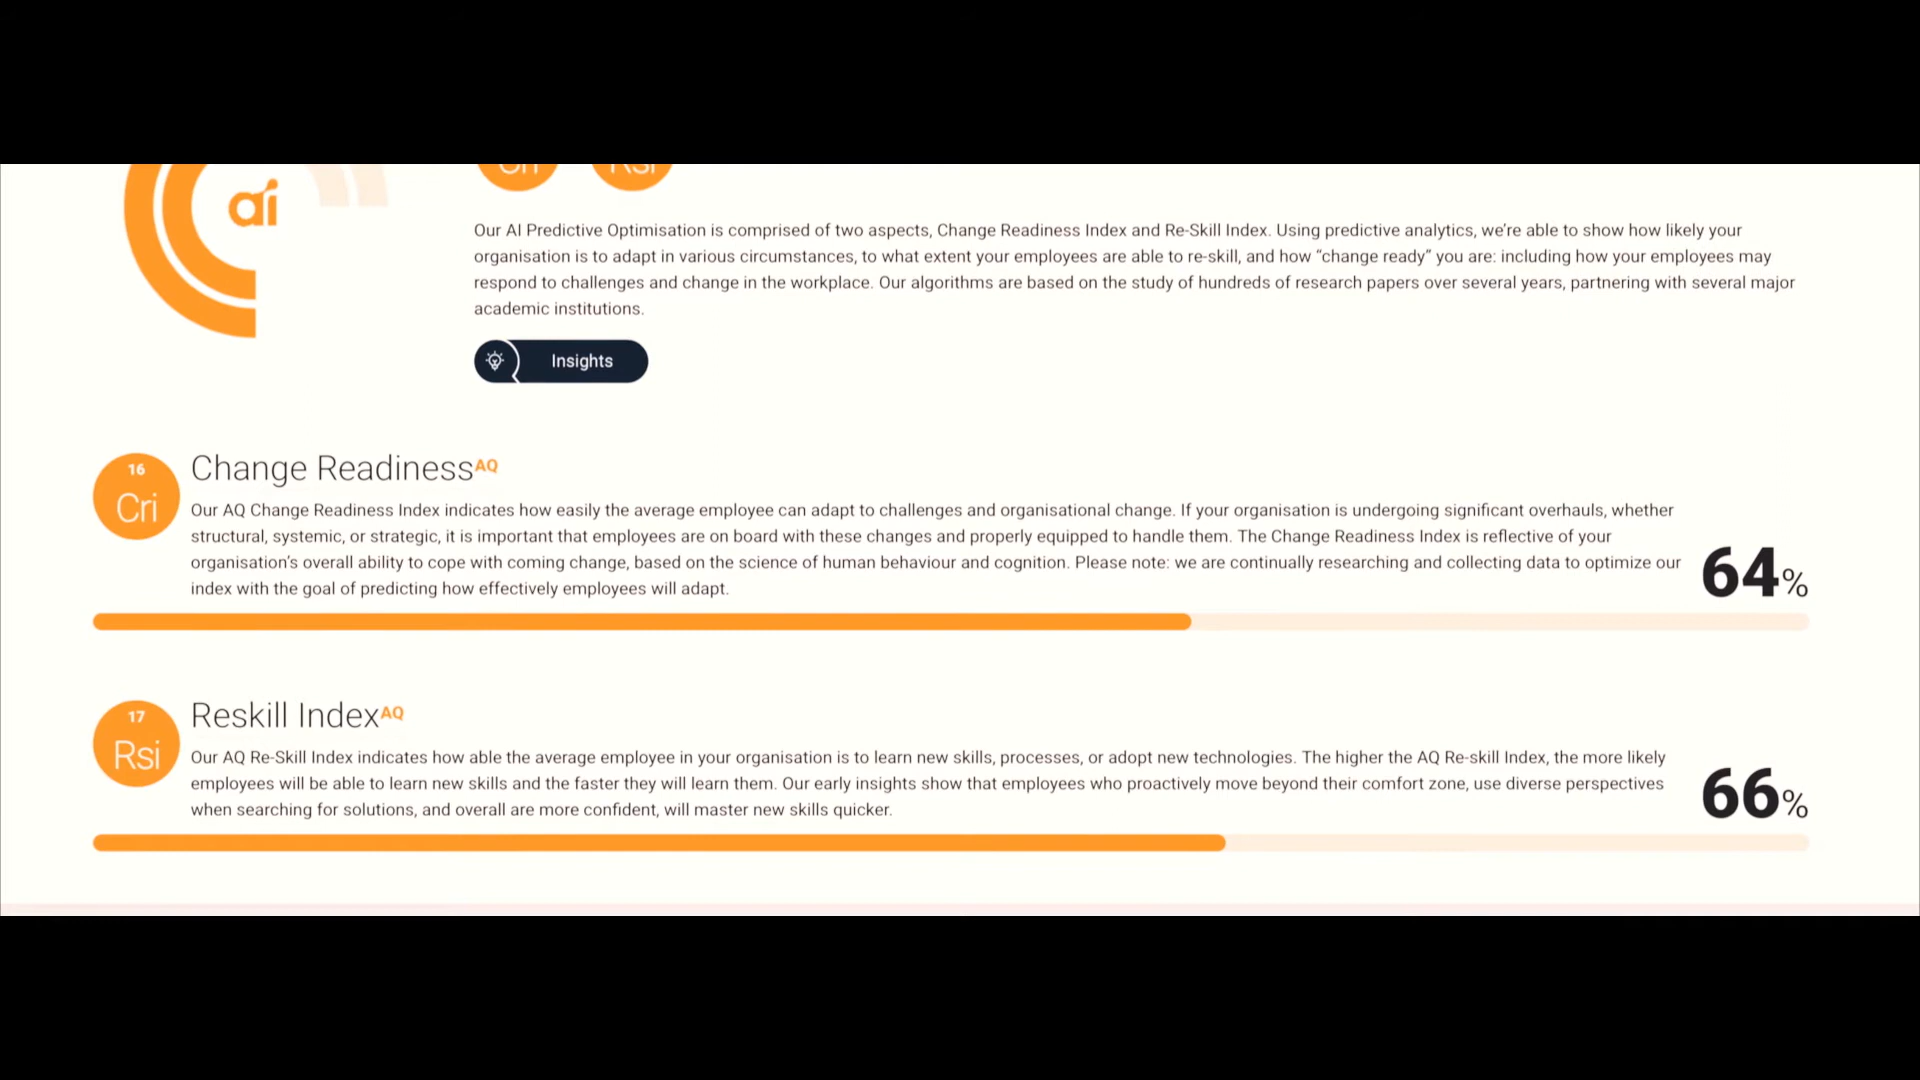 ai
Our AI Predictive Optimisation is comprised of two aspects, Change Readiness Index and Re-Skill Index. Using predictive analytics, we’re able to show how likely your
organisation is to adapt in various circumstances, to what extent your employees are able to re-skill, and how “change ready” you are: including how your employees may
respond to challenges and change in the workplace. Our algorithms are based on the study of hundreds of research papers over several years, partnering with several major
academic institutions.
Insights
16
Cri
Change ReadinessAQ
Our AQ Change Readiness Index indicates how easily the average employee can adapt to challenges and organisational change. If your organisation is undergoing significant overhauls, whether
structural, systemic, or strategic, it is important that employees are on board with these changes and properly equipped to handle them. The Change Readiness Index is reflective of your
organisation’s overall ability to cope with coming change, based on the science of human behaviour and cognition. Please note: we are continually researching and collecting data to optimize our
index with the goal of predicting how effectively employees will adapt.
64%
17
Rsi
Reskill IndexAQ
Our AQ Re-Skill Index indicates how able the average employee in your organisation is to learn new skills, processes, or adopt new technologies. The higher the AQ Re-skill Index, the more likely
employees will be able to learn new skills and the faster they will learn them. Our early insights show that employees who proactively move beyond their comfort zone, use diverse perspectives
when searching for solutions, and overall are more confident, will master new skills quicker.
66%